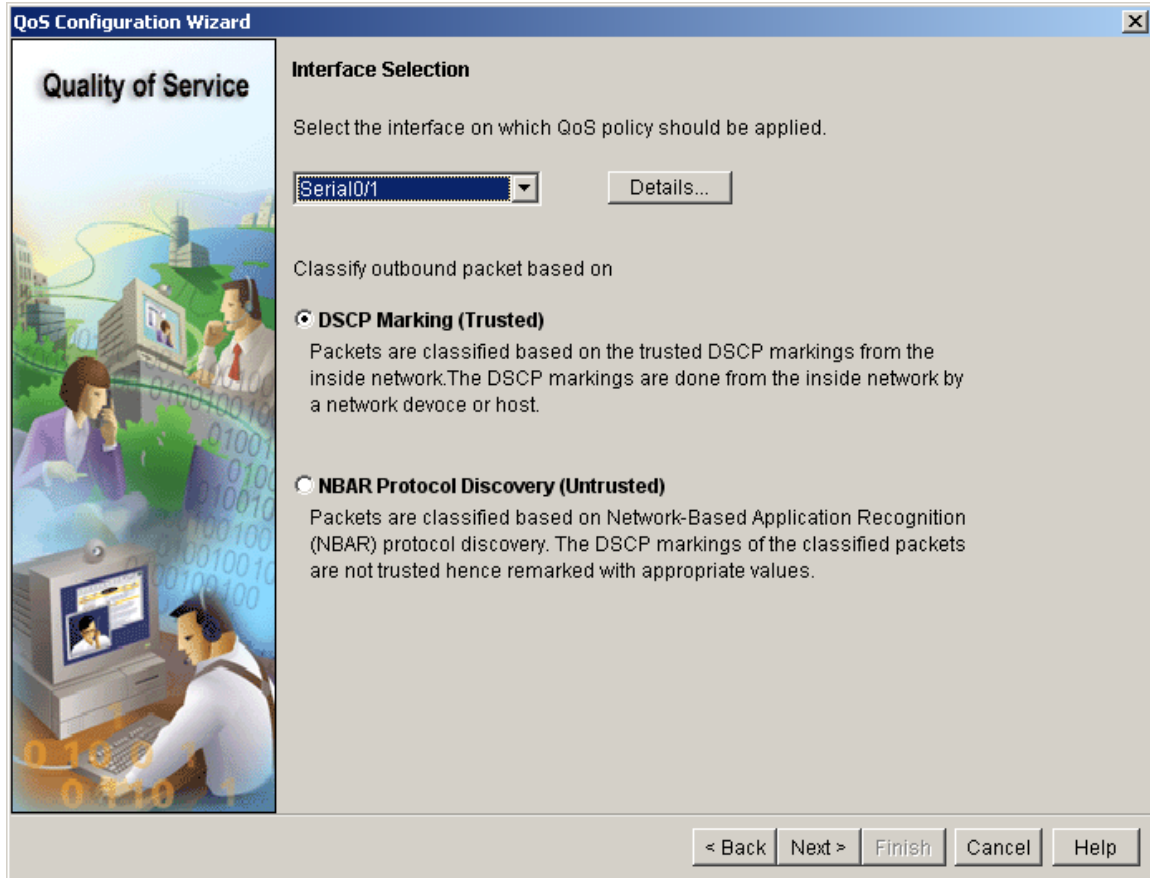 QoS Configuration Wizard
Quality of Service
Interface Selection
Select the interface on which QoS policy should be applied.
Serial0/1
Details...
Classify outbound packet based on
DSCP Marking (Trusted)
Packets are classified based on the trusted DSCP markings from the
inside network.The DSCP markings are done from the inside network by
a network devoce or host.
NBAR Protocol Discovery (Untrusted)
Packets are classified based on Network-Based Application Recognition
(NBAR) protocol discovery. The DSCP markings of the classified packets
are not trusted hence remarked with appropriate values.
< Back
Next >
Finish
Cancel
Help